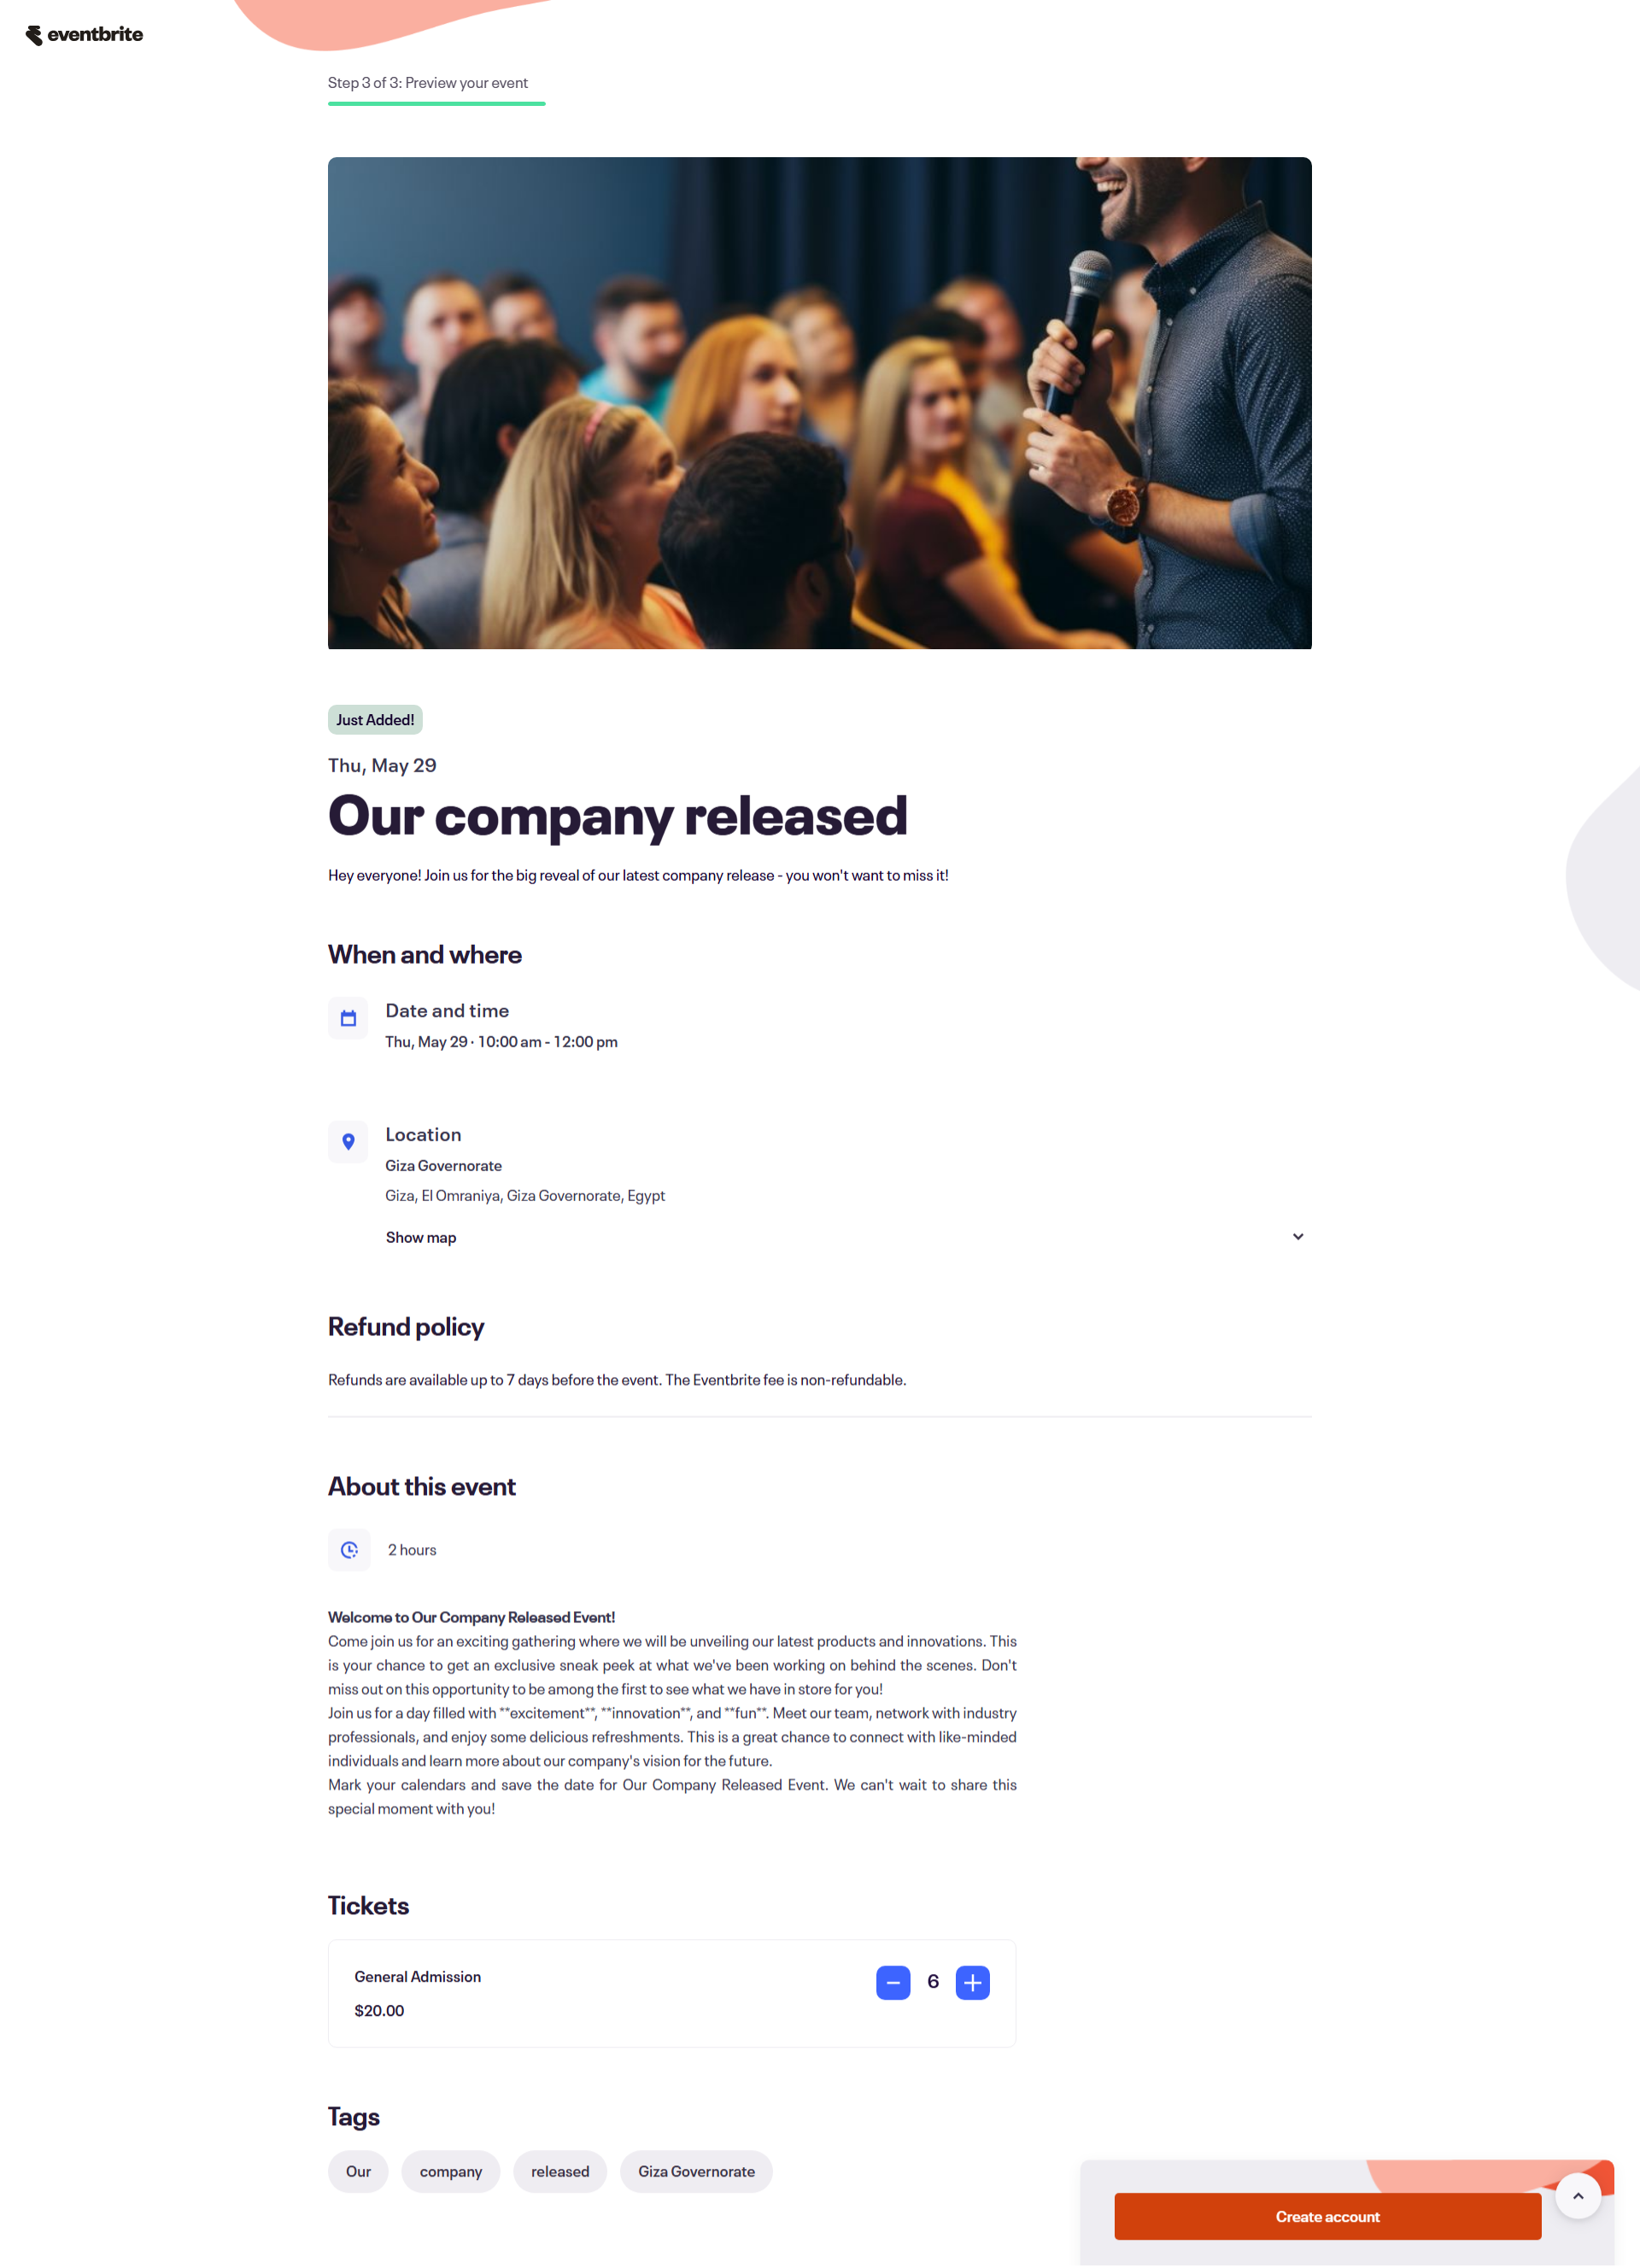 eventbrite
Step 3 of 3: Preview your event
Just Added!
Thu, May 29
Our company released
Hey everyone! Join us for the big reveal of our latest company release - you won't want to miss it!
When and where
Date and time
Thu, May 29 · 10:00 am - 12:00 pm
Location
Giza Governorate
Giza, El Omraniya, Giza Governorate, Egypt
Show map
Refund policy
Refunds are available up to 7 days before the event. The Eventbrite fee is non-refundable.
About this event
2 hours
Welcome to Our Company Released Event!
Come join us for an exciting gathering where we will be unveiling our latest products and innovations. This
is your chance to get an exclusive sneak peek at what we've been working on behind the scenes. Don't
miss out on this opportunity to be among the first to see what we have in store for you!
Join us for a day filled with **excitement**, **innovation**, and **fun**. Meet our team, network with industry
professionals, and enjoy some delicious refreshments. This is a great chance to connect with like-minded
individuals and learn more about our company's vision for the future.
Mark your calendars and save the date for Our Company Released Event. We can't wait to share this
special moment with you!
Tickets
General Admission
6
$20.00
Tags
Our company released Giza Governorate
Create account